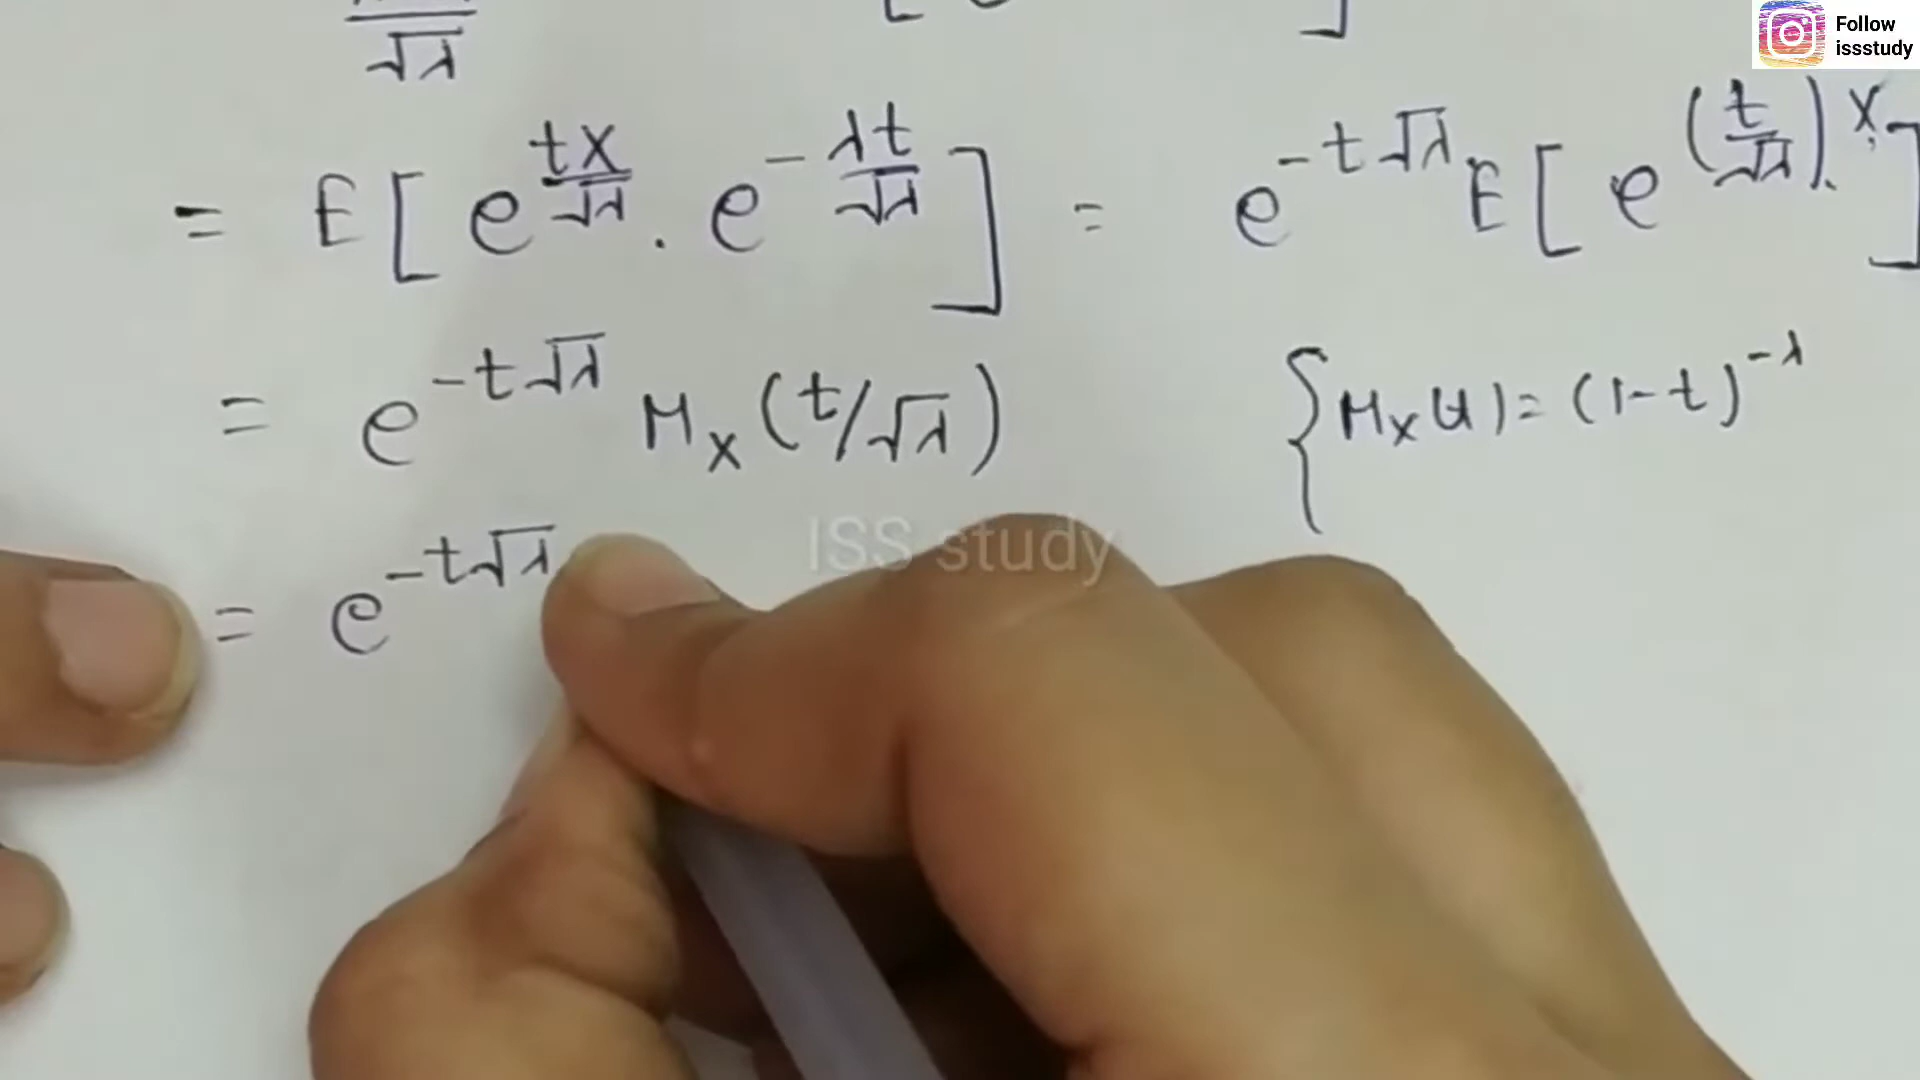 √λ
Follow
issstudy
= E[e^{tX/√λ} . e^{-λt/√λ}] = e^{-t√λ} E[e^{(t/√λ).X}]
= e^{-t√λ} M_X(t/√λ) { M_X(t) = (1-t)^{-λ}
ISS study
= e^{-t√λ}